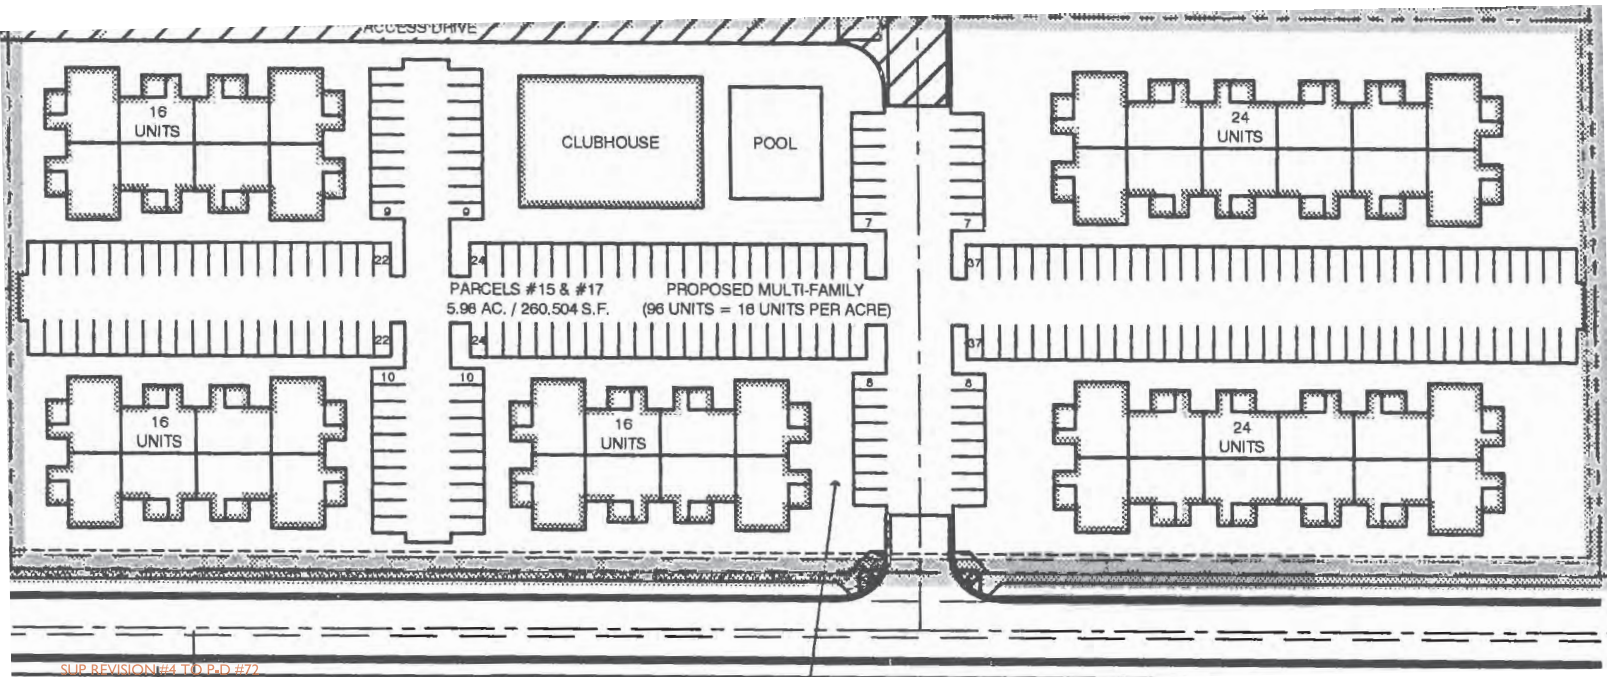 ACCESS DRIVE
16
UNITS
CLUBHOUSE
POOL
24
UNITS
9
9
7
7
22
24
37
PARCELS #15 & #17
5.98 AC. / 260.504 S.F.
PROPOSED MULTI-FAMILY
(96 UNITS = 16 UNITS PER ACRE)
22
24
37
10
10
8
8
16
UNITS
16
UNITS
24
UNITS
SUP REVISION #4 TO P-D #72